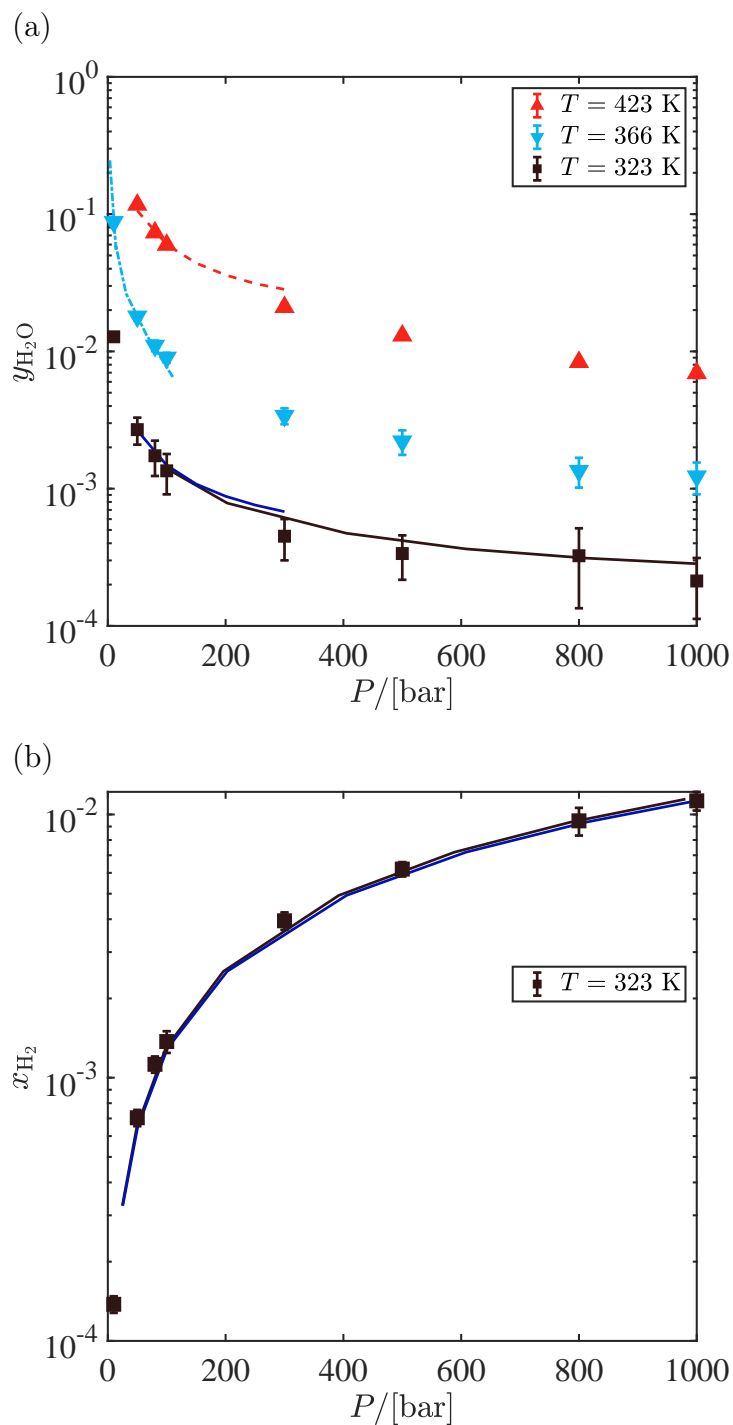 (a)
10^0
10^-1
10^-2
10^-3
10^-4
y_H2O
T = 423 K
T = 366 K
T = 323 K
0 200 400 600 800 1000
P/[bar]
(b)
10^-2
10^-3
10^-4
x_H2
T = 323 K
0 200 400 600 800 1000
P/[bar]